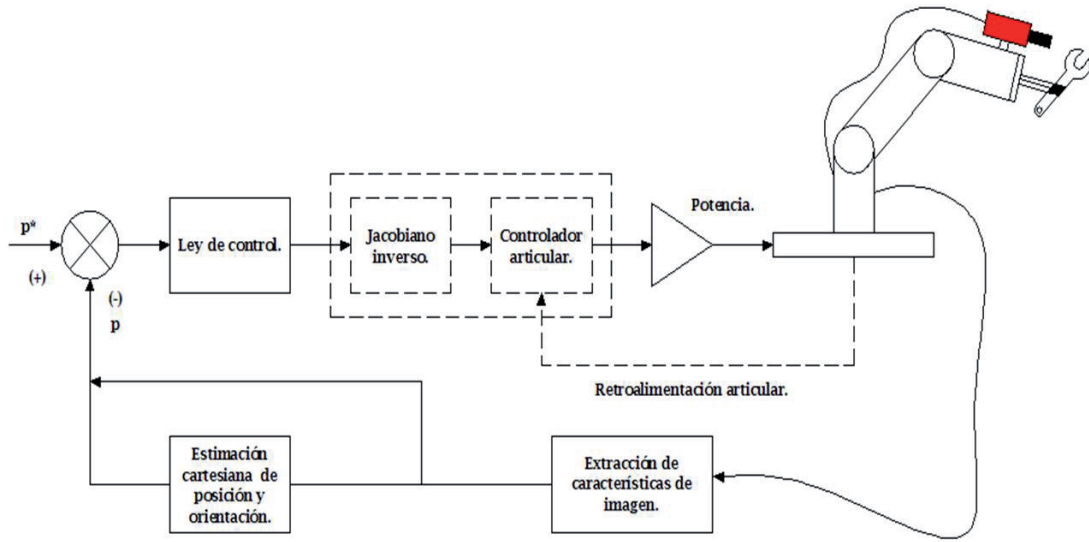 p*
(+)
(-)
p
Ley de control.
Jacobiano
inverso.
Controlador
articular.
Potencia.
Retroalimentación articular.
Estimación
cartesiana de
posición y
orientación.
Extracción de
características de
imagen.